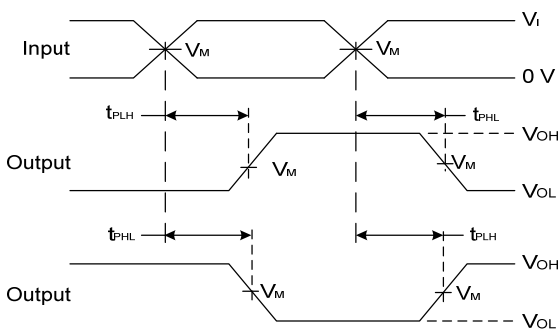 VI
Input VM VM
0 V
tPLH tPHL
VOH
Output VM VM
VOL
tPHL tPLH
VOH
Output VM VM
VOL